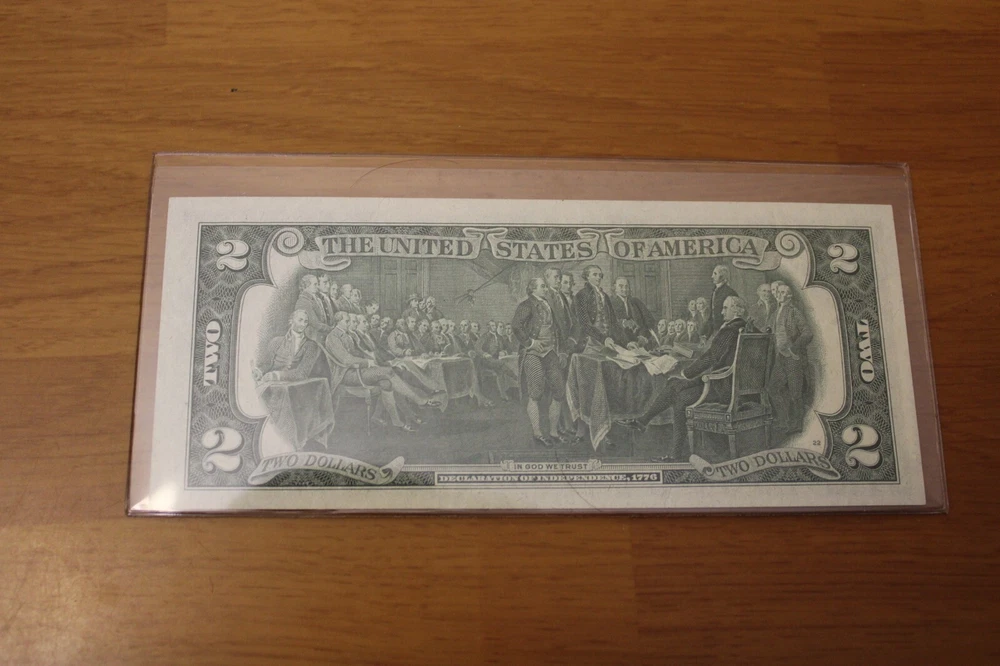 2 THE UNITED STATES OF AMERICA 2
TWO TWO
22
2 2
TWO DOLLARS IN GOD WE TRUST TWO DOLLARS
DECLARATION OF INDEPENDENCE, 1776